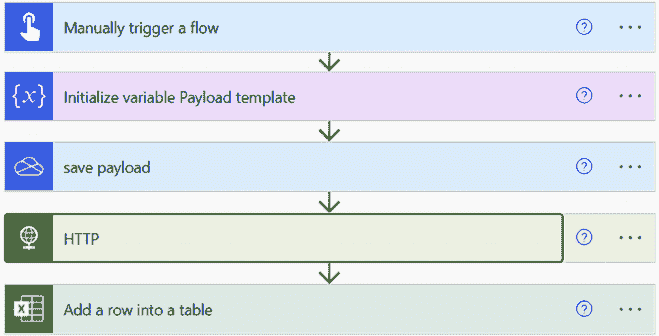 Manually trigger a flow
{x} Initialize variable Payload template
save payload
HTTP
Add a row into a table